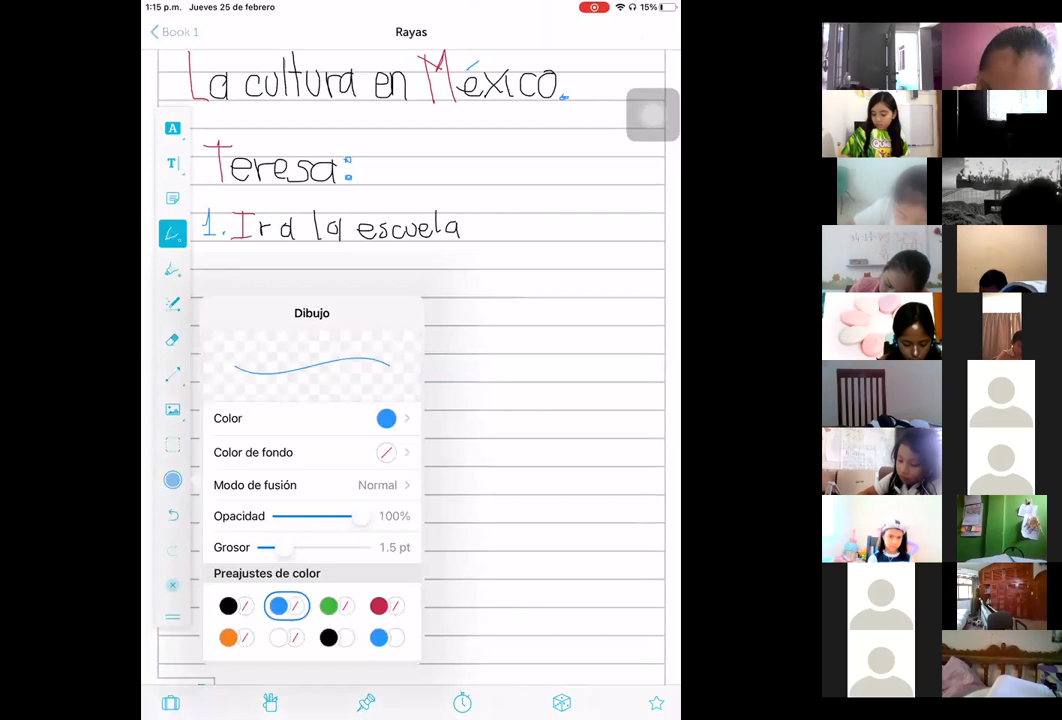 1:15 p.m. Jueves 25 de febrero
15%
Book 1
Rayas
La cultura en México.
Teresa:
1. Ir a la escuela
Dibujo
Color
Color de fondo
Modo de fusión Normal
Opacidad 100%
Grosor 1.5 pt
Preajustes de color